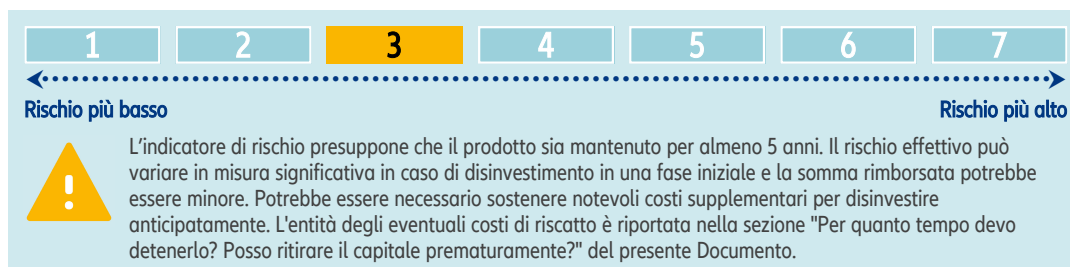 1 2 3 4 5 6 7
Rischio più basso Rischio più alto
L'indicatore di rischio presuppone che il prodotto sia mantenuto per almeno 5 anni. Il rischio effettivo può
variare in misura significativa in caso di disinvestimento in una fase iniziale e la somma rimborsata potrebbe
essere minore. Potrebbe essere necessario sostenere notevoli costi supplementari per disinvestire
anticipatamente. L'entità degli eventuali costi di riscatto è riportata nella sezione "Per quanto tempo devo
detenerlo? Posso ritirare il capitale prematuramente?" del presente Documento.